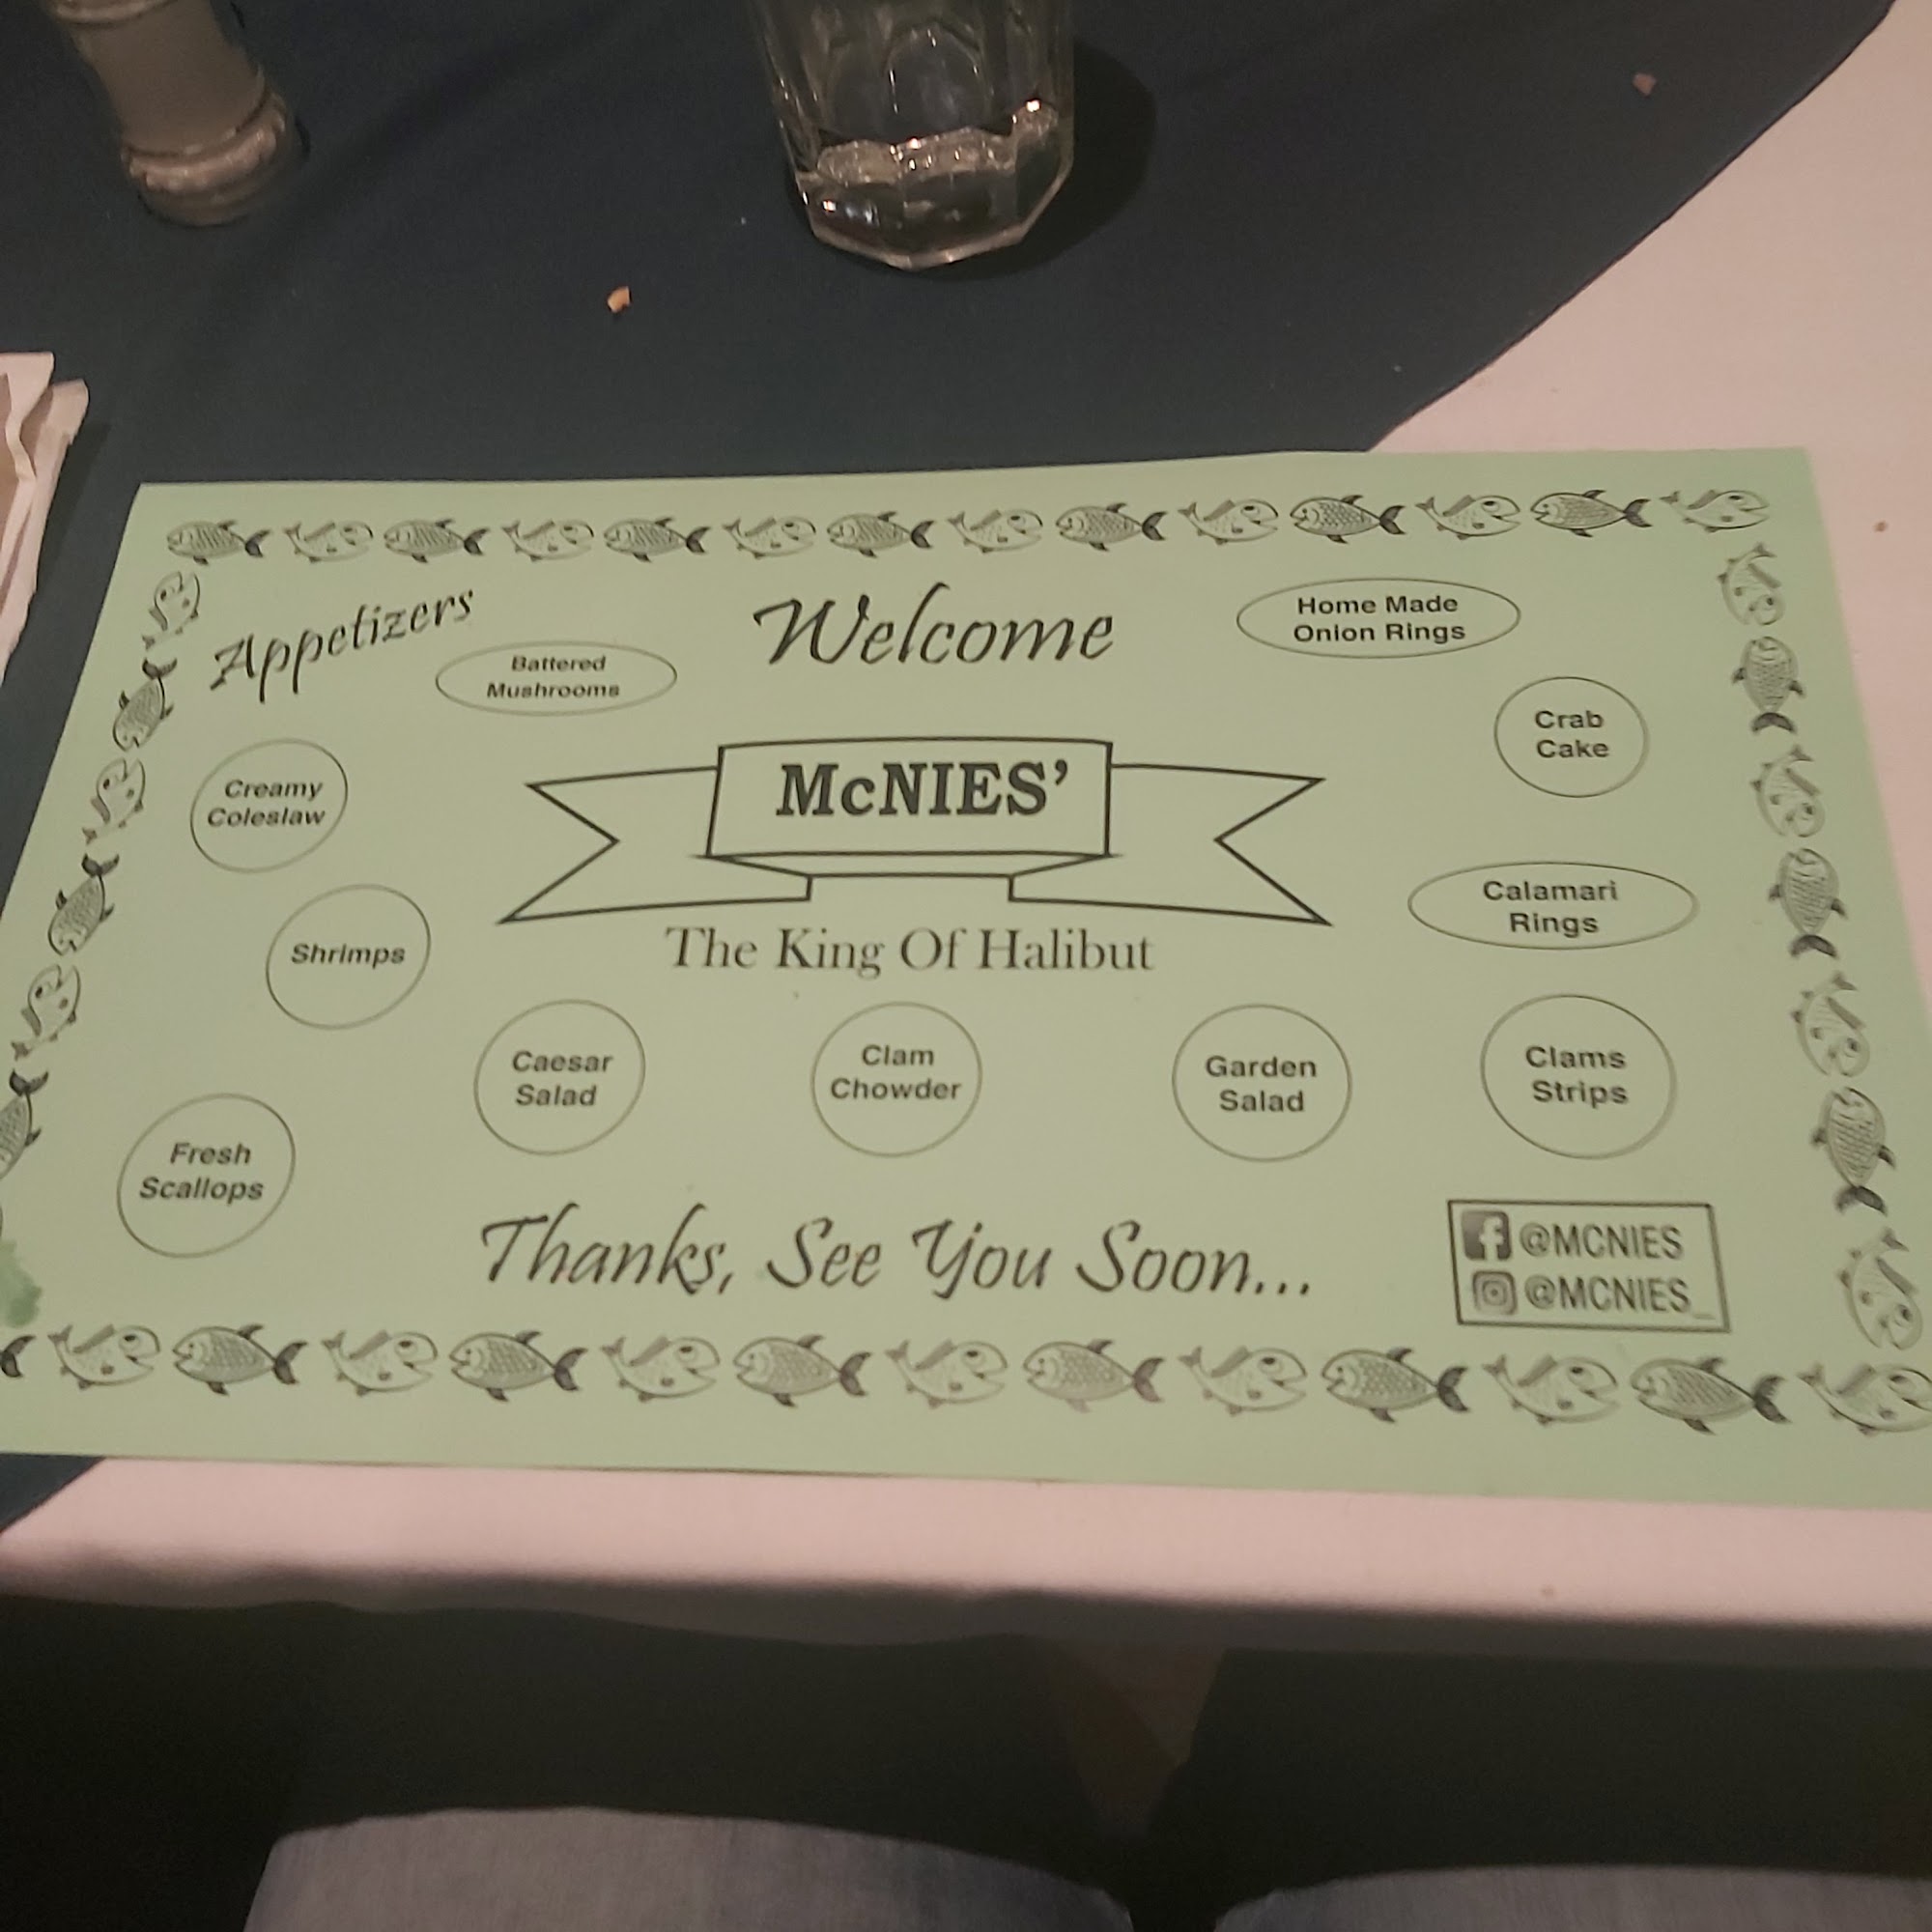 Appetizers
Welcome
Home Made
Onion Rings
Battered
Mushrooms
Crab
Cake
Creamy
Coleslaw
McNIES’
Calamari
Rings
Shrimps
The King Of Halibut
Caesar
Salad
Clam
Chowder
Garden
Salad
Clams
Strips
Fresh
Scallops
Thanks, See You Soon...
@MCNIES
@MCNIES_